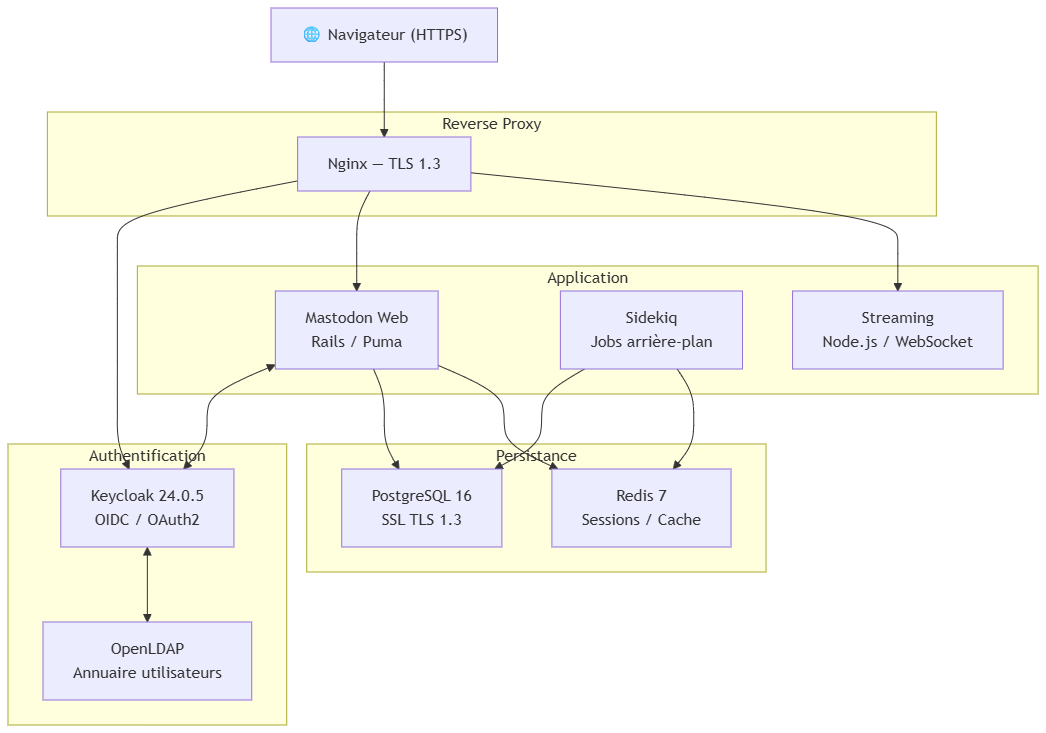 🌐 Navigateur (HTTPS)
Reverse Proxy
Nginx — TLS 1.3
Application
Mastodon Web
Rails / Puma
Sidekiq
Jobs arrière-plan
Streaming
Node.js / WebSocket
Authentification
Keycloak 24.0.5
OIDC / OAuth2
Persistance
PostgreSQL 16
SSL TLS 1.3
Redis 7
Sessions / Cache
OpenLDAP
Annuaire utilisateurs